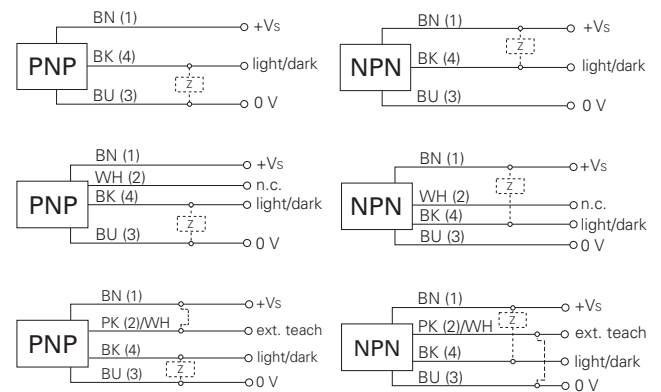 BN (1) +Vs
PNP BK (4) light/dark
Z
BU (3) 0 V
BN (1) +Vs
Z
NPN BK (4) light/dark
BU (3) 0 V
BN (1) +Vs
WH (2) n.c.
PNP BK (4) light/dark
Z
BU (3) 0 V
BN (1) +Vs
Z
NPN WH (2) n.c.
BK (4) light/dark
BU (3) 0 V
BN (1) +Vs
PK (2)/WH ext. teach
PNP BK (4) light/dark
Z
BU (3) 0 V
BN (1) +Vs
Z
PK (2)/WH ext. teach
NPN BK (4) light/dark
BU (3) 0 V